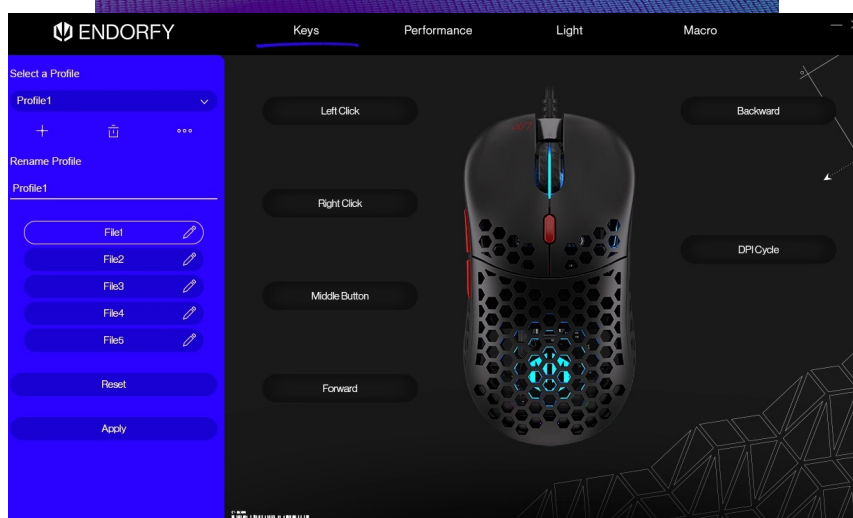 ENDORFY
Keys
Performance
Light
Macro
Select a Profile
Profile1
Rename Profile
Profile1
File1
File2
File3
File4
File5
Reset
Apply
Left Click
Right Click
Middle Button
Forward
Backward
DPI Cycle